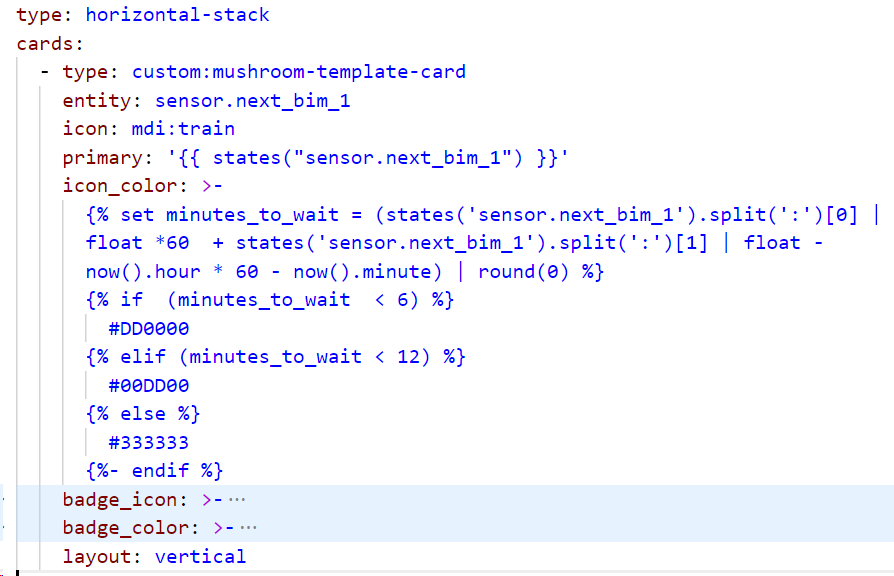 type: horizontal-stack
cards:
  - type: custom:mushroom-template-card
    entity: sensor.next_bim_1
    icon: mdi:train
    primary: '{{ states("sensor.next_bim_1") }}'
    icon_color: >-
      {% set minutes_to_wait = (states('sensor.next_bim_1').split(':')[0] |
      float *60  + states('sensor.next_bim_1').split(':')[1] | float -
      now().hour * 60 - now().minute) | round(0) %}
      {% if  (minutes_to_wait  < 6) %}
        #DD0000
      {% elif (minutes_to_wait < 12) %}
        #00DD00
      {% else %}
        #333333
      {%- endif %}
    badge_icon: >-···
    badge_color: >-···
    layout: vertical